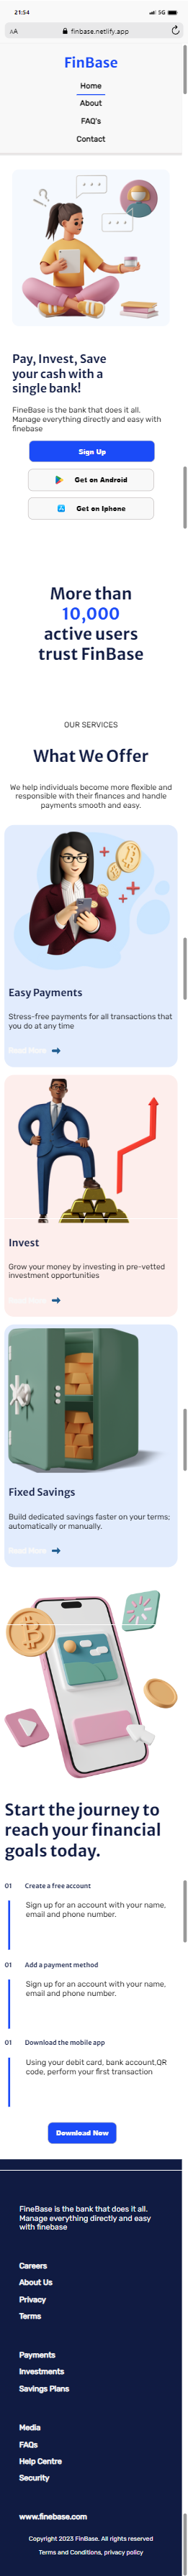 21:54
5G
AA
finbase.netlify.app
FinBase
Home
About
FAQ's
Contact
Pay, Invest, Save
your cash with a
single bank!
FineBase is the bank that does it all.
Manage everything directly and easy with
finebase
Sign Up
Get on Android
Get on Iphone
More than
10,000
active users
trust FinBase
OUR SERVICES
What We Offer
We help individuals become more flexible and
responsible with their finances and handle
payments smooth and easy.
Easy Payments
Stress-free payments for all transactions that
you do at any time
Read More
Invest
Grow your money by investing in pre-vetted
investment opportunities
Read More
Fixed Savings
Build dedicated savings faster on your terms;
automatically or manually.
Read More
Start the journey to
reach your financial
goals today.
01 Create a free account
Sign up for an account with your name,
email and phone number.
01 Add a payment method
Sign up for an account with your name,
email and phone number.
01 Download the mobile app
Using your debit card, bank account,QR
code, perform your first transaction
Download Now
FineBase is the bank that does it all.
Manage everything directly and easy
with finebase
Careers
About Us
Privacy
Terms
Payments
Investments
Savings Plans
Media
FAQs
Help Centre
Security
www.finebase.com
Copyright 2023 FinBase. All rights reserved
Terms and Conditions, privacy policy